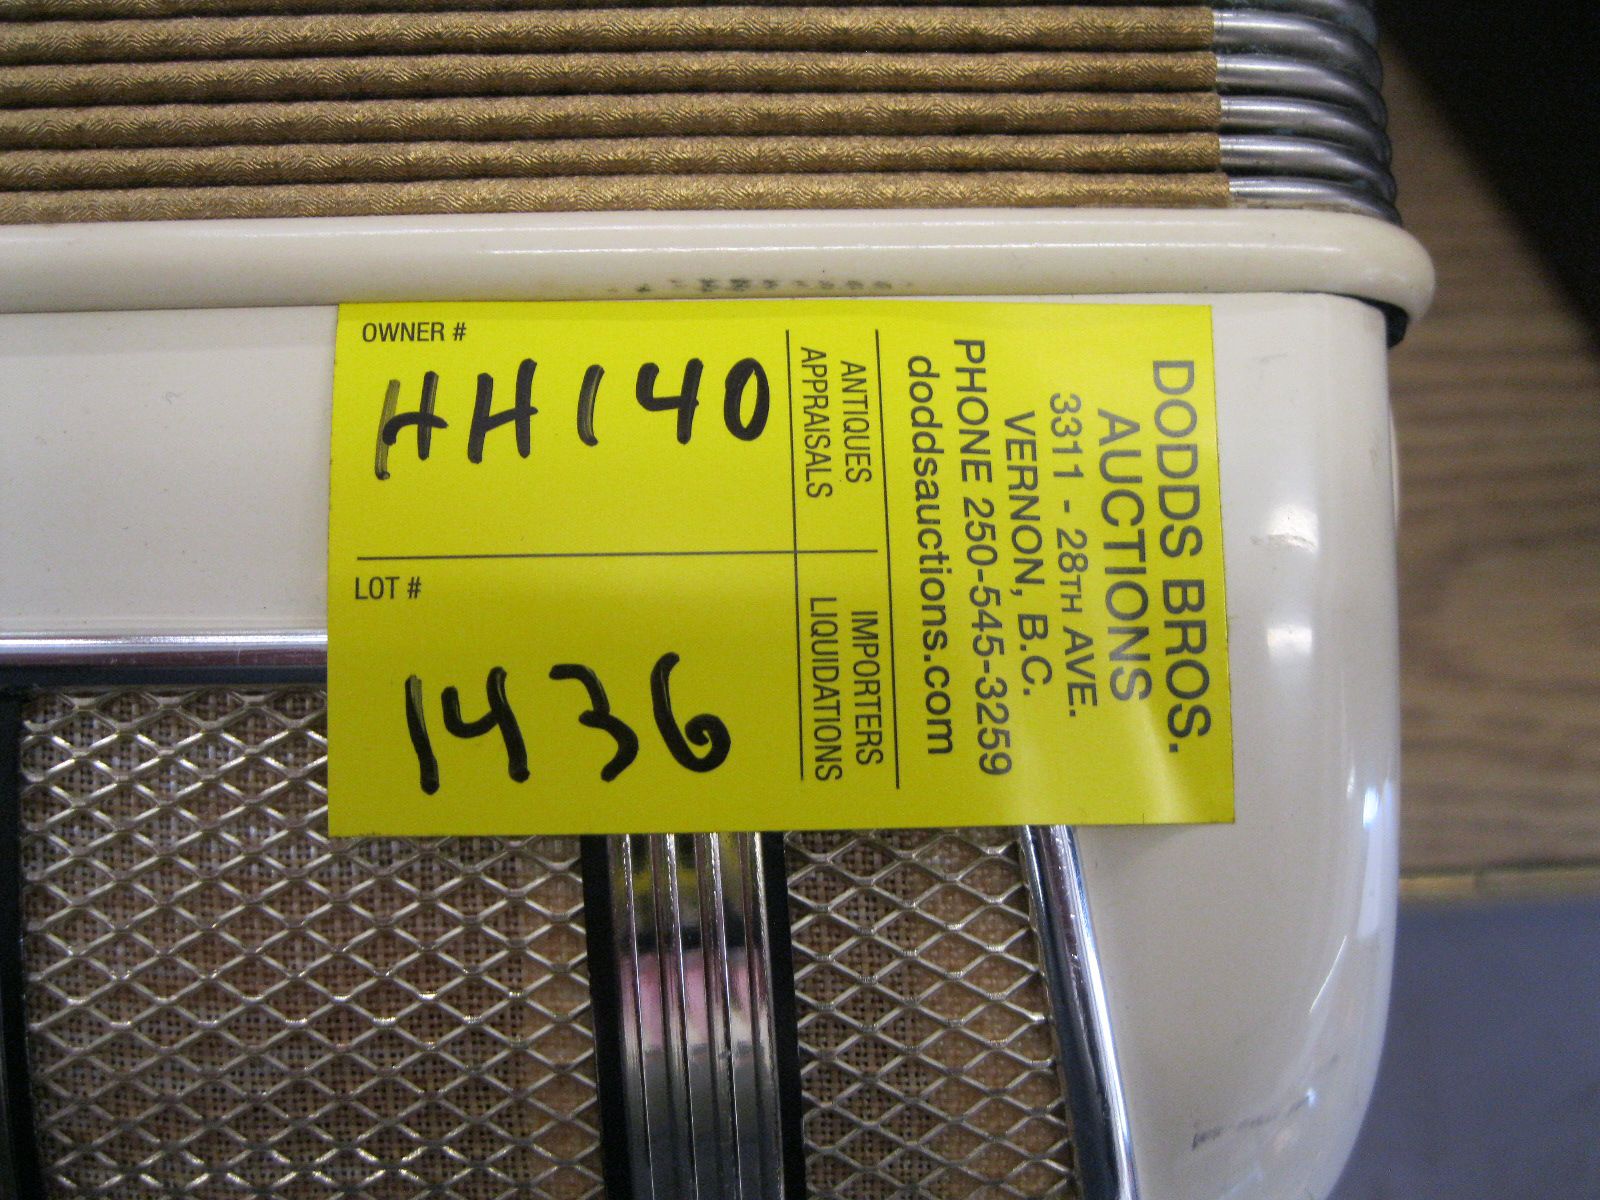 OWNER #
HH140
LOT #
1436
DODDS BROS.
AUCTIONS
3311 - 28TH AVE.
VERNON, B.C.
PHONE 250-545-3259
doddsauctions.com
ANTIQUES
APPRAISALS
IMPORTERS
LIQUIDATIONS